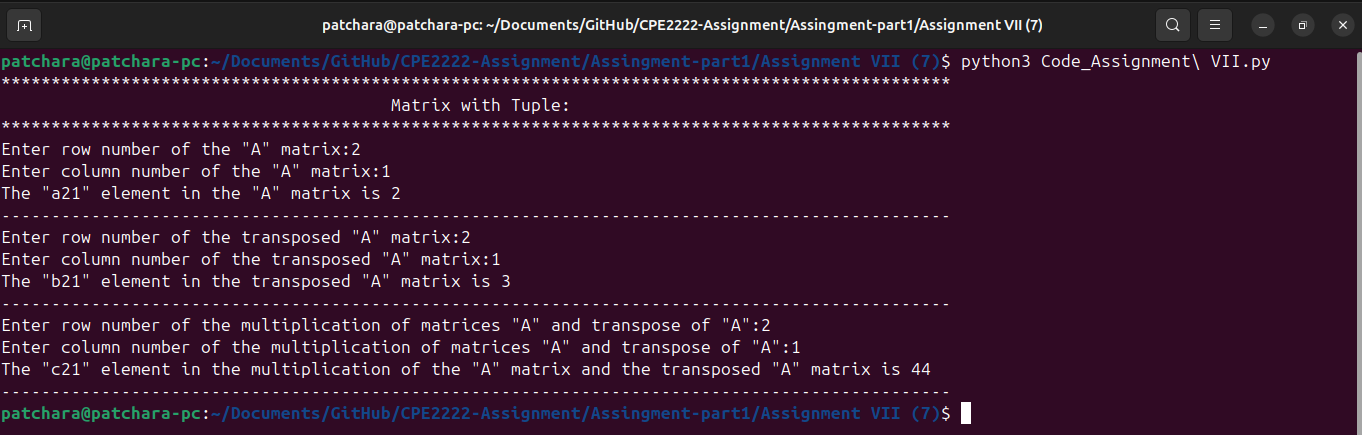 patchara@patchara-pc: ~/Documents/GitHub/CPE2222-Assignment/Assingment-part1/Assignment VII (7)
patchara@patchara-pc:~/Documents/GitHub/CPE2222-Assignment/Assingment-part1/Assignment VII (7)$ python3 Code_Assignment\ VII.py
***********************************************************************************************
Matrix with Tuple:
***********************************************************************************************
Enter row number of the "A" matrix:2
Enter column number of the "A" matrix:1
The "a21" element in the "A" matrix is 2
-----------------------------------------------------------------------------------------------
Enter row number of the transposed "A" matrix:2
Enter column number of the transposed "A" matrix:1
The "b21" element in the transposed "A" matrix is 3
-----------------------------------------------------------------------------------------------
Enter row number of the multiplication of matrices "A" and transpose of "A":2
Enter column number of the multiplication of matrices "A" and transpose of "A":1
The "c21" element in the multiplication of the "A" matrix and the transposed "A" matrix is 44
-----------------------------------------------------------------------------------------------
patchara@patchara-pc:~/Documents/GitHub/CPE2222-Assignment/Assingment-part1/Assignment VII (7)$